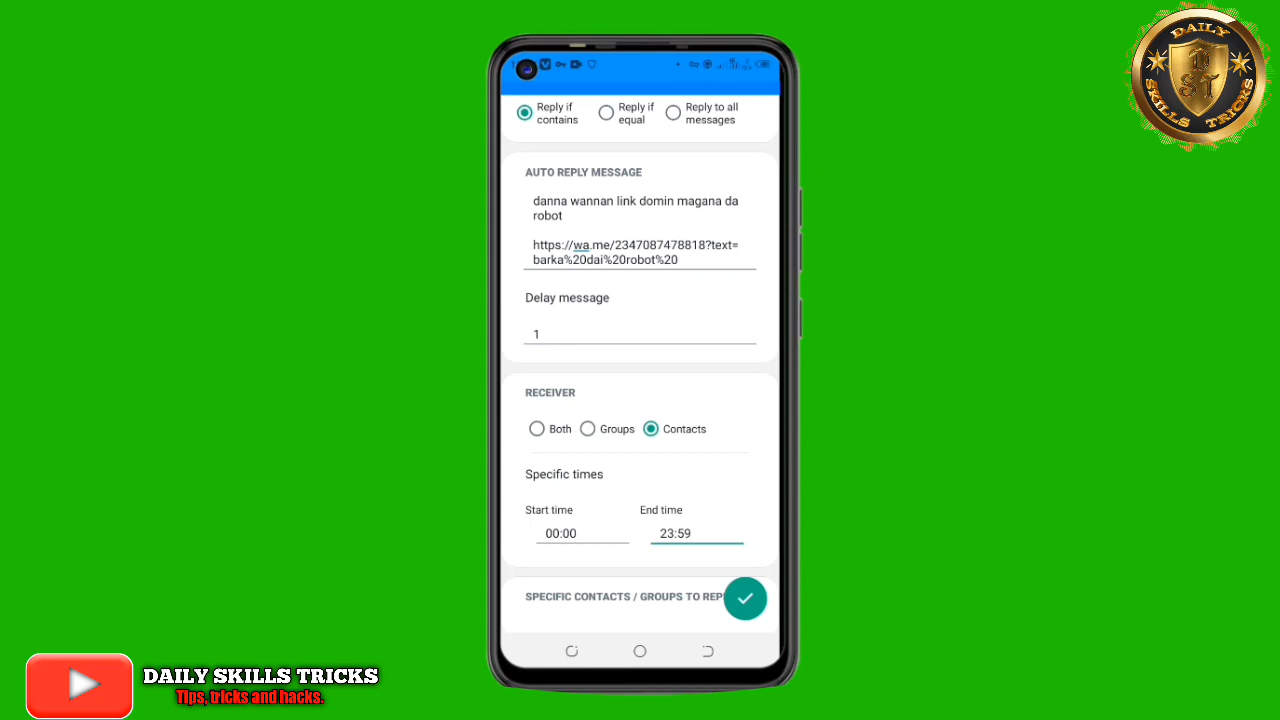 DAILY
D
ST
SKILLS TRICKS
Reply if
contains
Reply if
equal
Reply to all
messages
AUTO REPLY MESSAGE
danna wannan link domin magana da
robot
https://wa.me/2347087478818?text=
barka%20dai%20robot%20
Delay message
1
RECEIVER
Both
Groups
Contacts
Specific times
Start time
End time
00:00
23:59
SPECIFIC CONTACTS / GROUPS TO REP
DAILY SKILLS TRICKS
Tips, tricks and hacks.